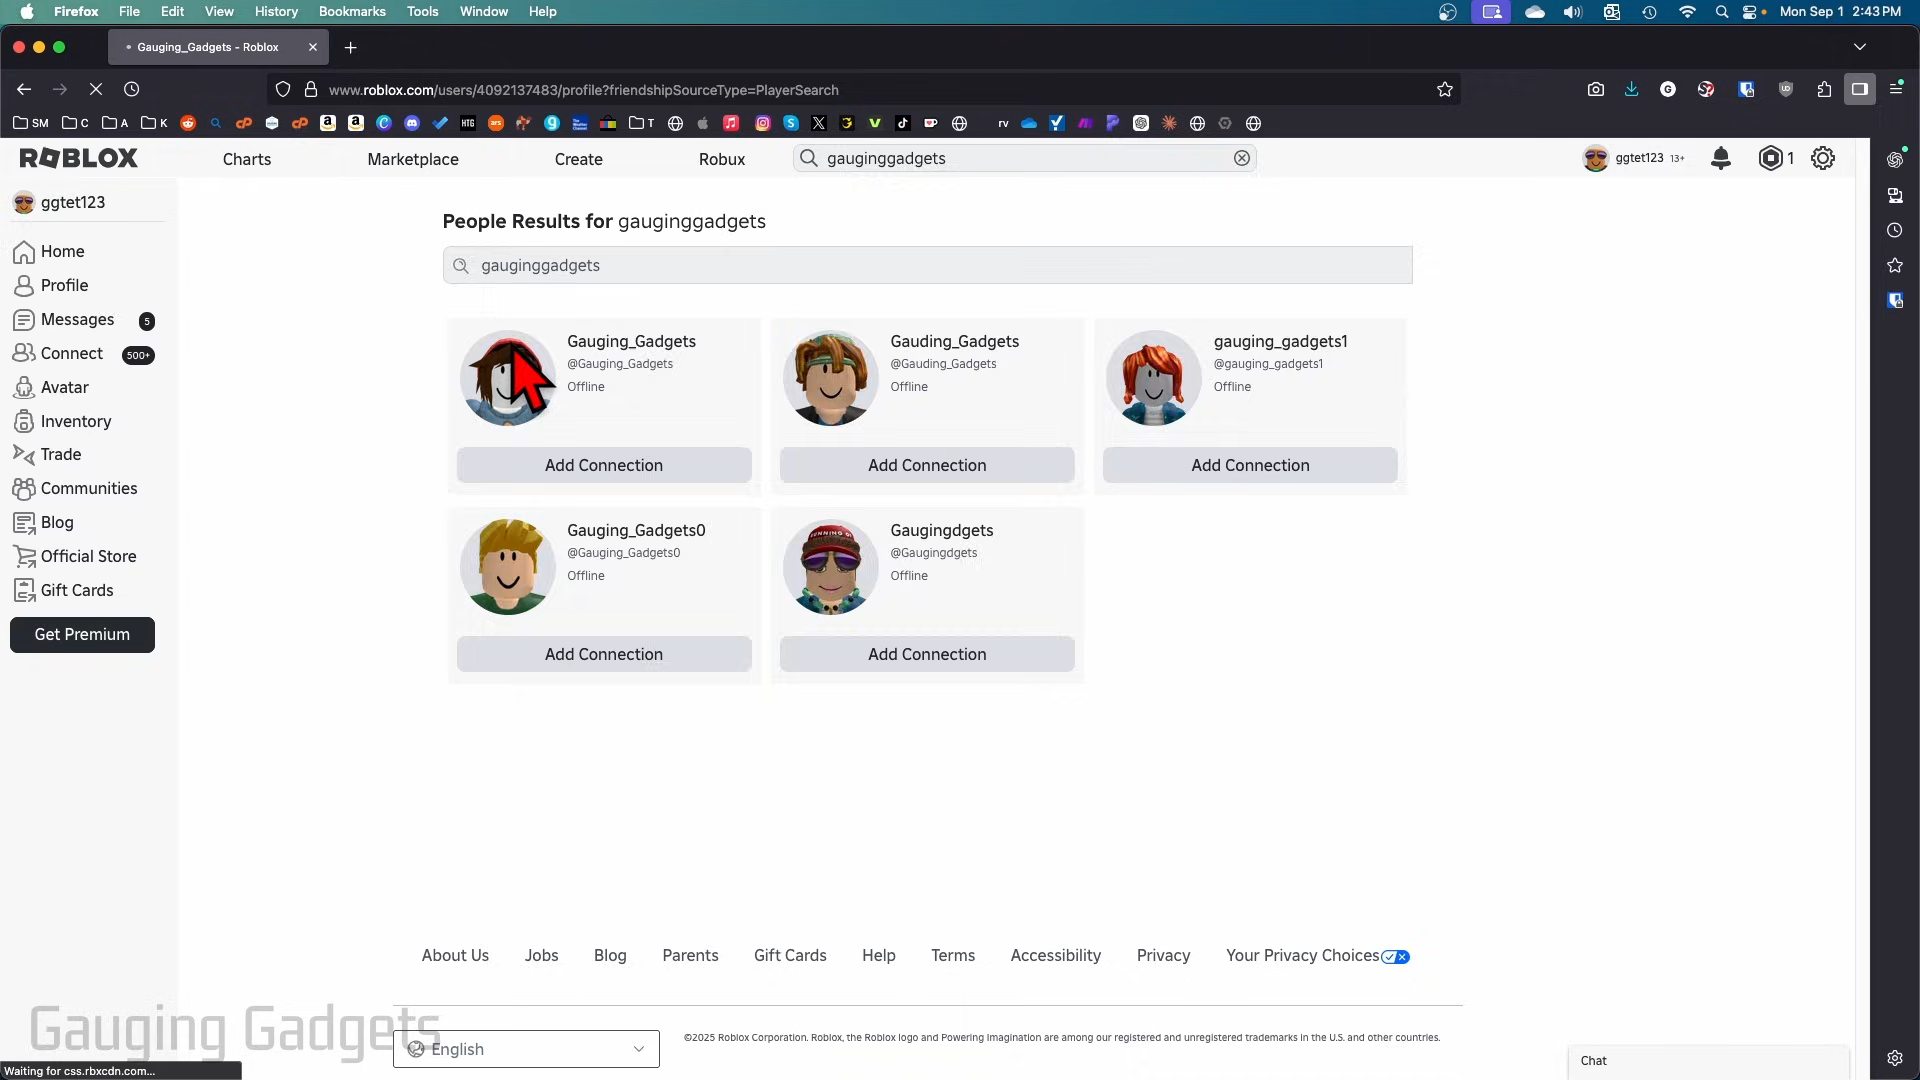 Firefox File Edit View History Bookmarks Tools Window Help Mon Sep 1 2:43 PM
Gauging_Gadgets - Roblox
www.roblox.com/users/4092137483/profile?friendshipSourceType=PlayerSearch
SM C A K T rv
ROBLOX Charts Marketplace Create Robux gauginggadgets ggtet123 13+ 1
ggtet123
Home
Profile
Messages 5
Connect 500+
Avatar
Inventory
Trade
Communities
Blog
Official Store
Gift Cards
Get Premium
People Results for gauginggadgets
gauginggadgets
Gauging_Gadgets
@Gauging_Gadgets
Offline
Add Connection
Gauding_Gadgets
@Gauding_Gadgets
Offline
Add Connection
gauging_gadgets1
@gauging_gadgets1
Offline
Add Connection
Gauging_Gadgets0
@Gauging_Gadgets0
Offline
Add Connection
Gaugingdgets
@Gaugingdgets
Offline
Add Connection
About Us Jobs Blog Parents Gift Cards Help Terms Accessibility Privacy Your Privacy Choices
English
©2025 Roblox Corporation. Roblox, the Roblox logo and Powering Imagination are among our registered and unregistered trademarks in the U.S. and other countries.
Chat
Gauging Gadgets
Waiting for css.rbxcdn.com...